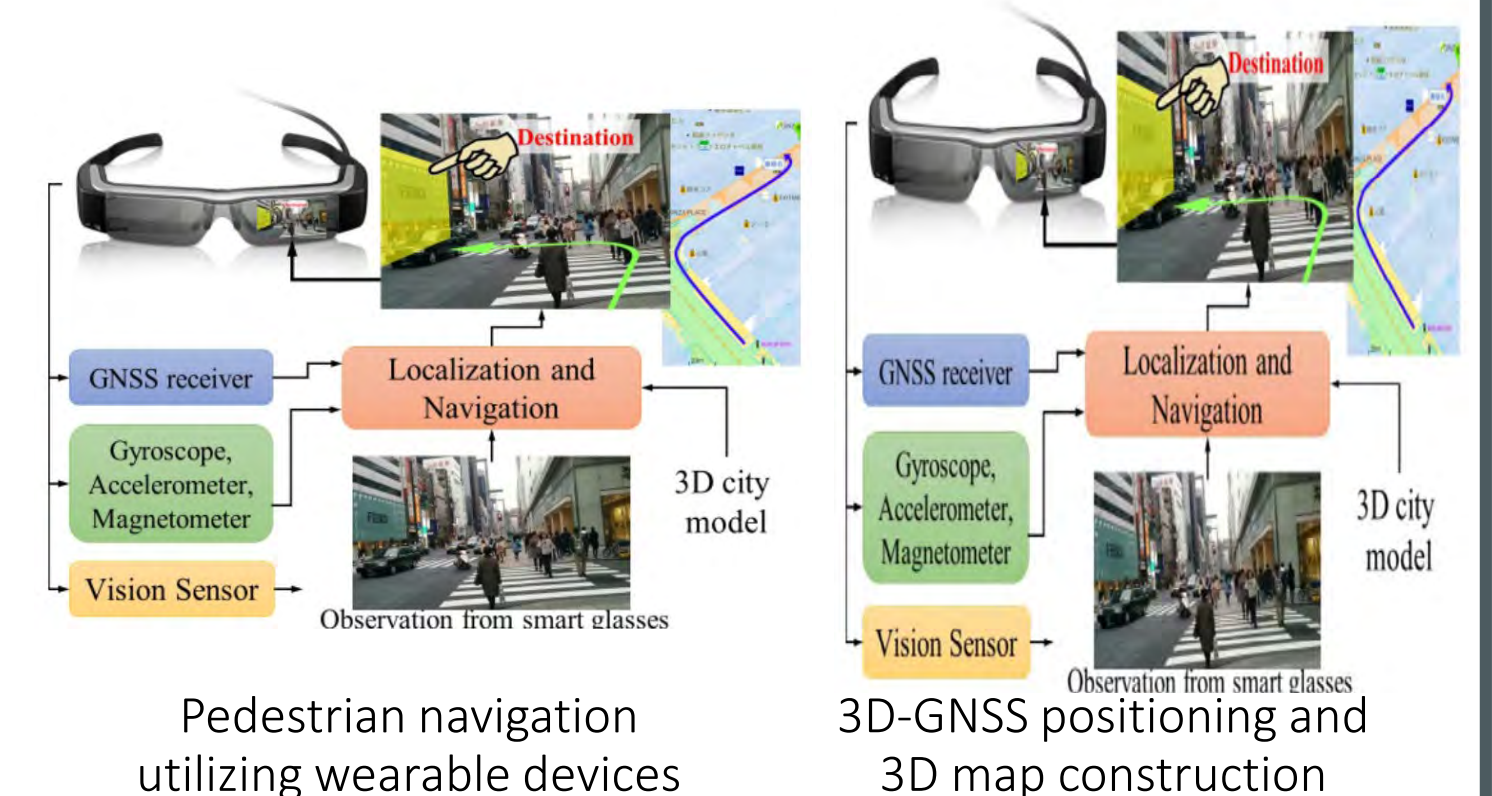 Destination
GNSS receiver
Localization and
Navigation
Gyroscope,
Accelerometer,
Magnetometer
3D city
model
Vision Sensor
Observation from smart glasses
Pedestrian navigation
utilizing wearable devices
Destination
GNSS receiver
Localization and
Navigation
Gyroscope,
Accelerometer,
Magnetometer
3D city
model
Vision Sensor
Observation from smart glasses
3D-GNSS positioning and
3D map construction